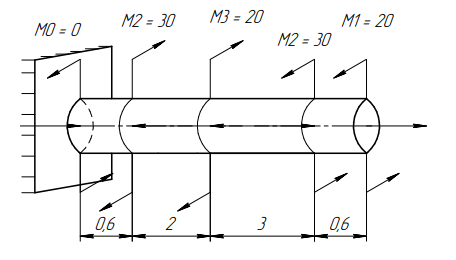 M0 = 0
M2 = 30
M3 = 20
M2 = 30
M1 = 20
0,6
2
3
0,6